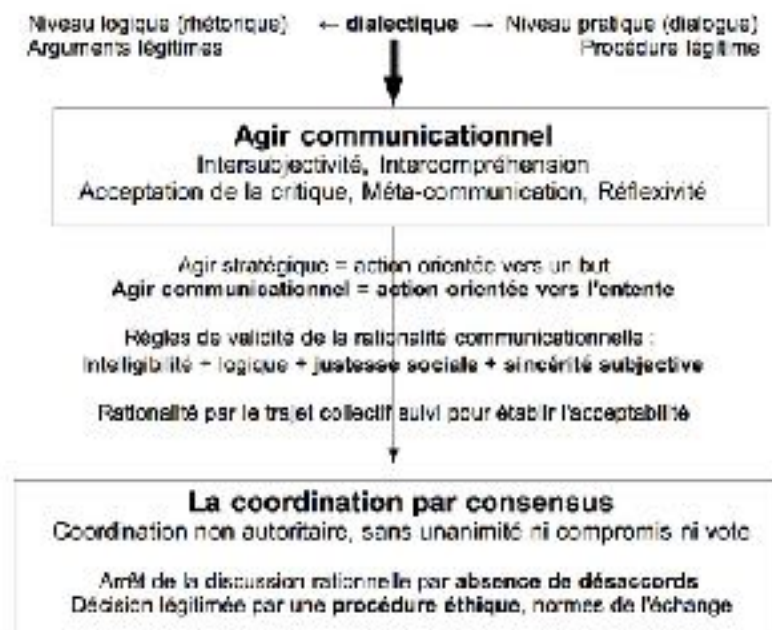 Niveau logique (rhétorique) ← dialectique → Niveau pratique (dialogue)
Arguments légitimes Procédure légitime
Agir communicationnel
Intersubjectivité, Intercompréhension
Acceptation de la critique, Méta-communication, Réflexivité
Agir stratégique = action orientée vers un but
Agir communicationnel = action orientée vers l'entente
Règles de validité de la rationalité communicationnelle :
Intelligibilité + logique + justesse sociale + sincérité subjective
Rationalité par le trajet collectif suivi pour établir l'acceptabilité
La coordination par consensus
Coordination non autoritaire, sans unanimité ni compromis ni vote
Arrêt de la discussion rationnelle par absence de désaccords
Décision légitimée par une procédure éthique, normes de l'échange